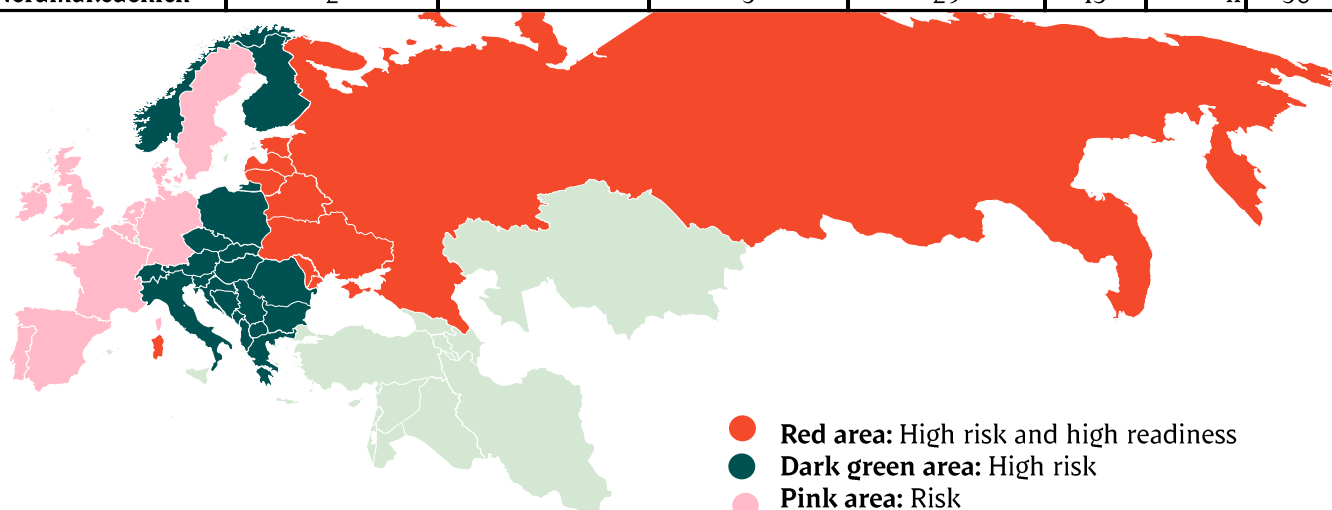 Red area: High risk and high readiness
Dark green area: High risk
Pink area: Risk